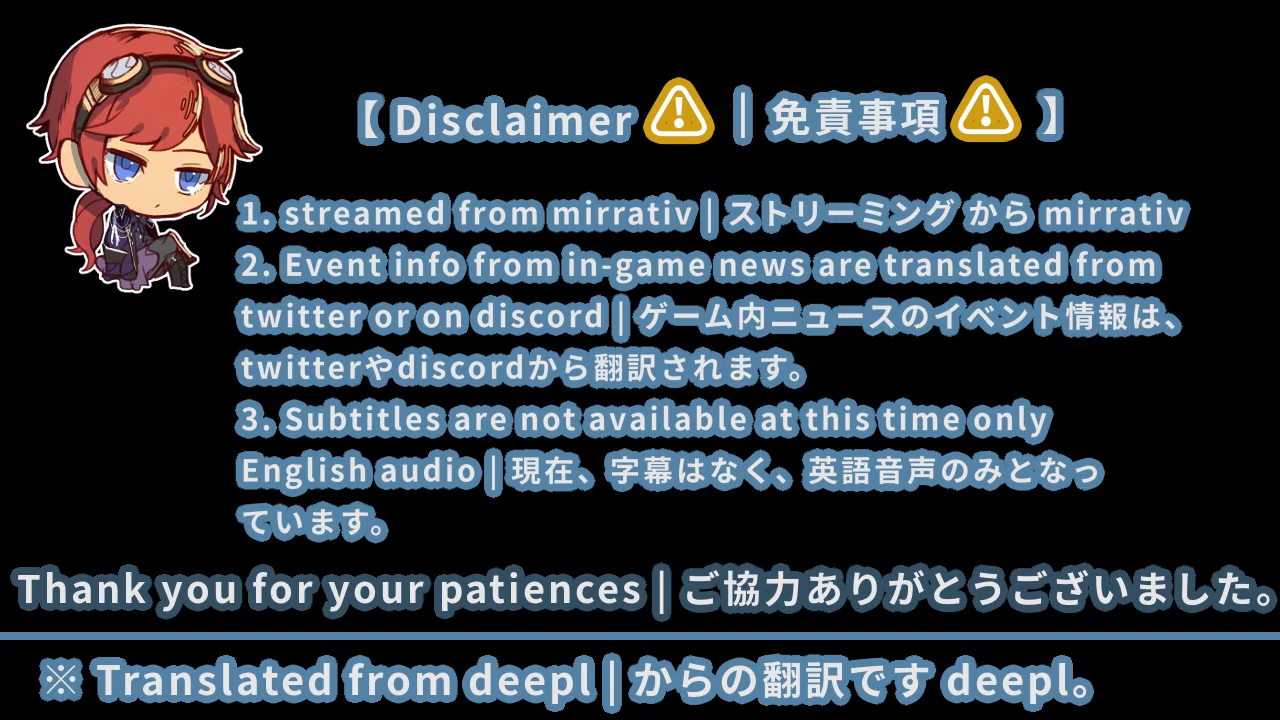 【 Disclaimer ⚠ | 免責事項 ⚠ 】
1. streamed from mirrativ | ストリーミング から mirrativ
2. Event info from in-game news are translated from
twitter or on discord | ゲーム内ニュースのイベント情報は、
twitterやdiscordから翻訳されます。
3. Subtitles are not available at this time only
English audio | 現在、字幕はなく、英語音声のみとなっ
ています。
Thank you for your patiences | ご協力ありがとうございました。
※ Translated from deepl | からの翻訳です deepl。